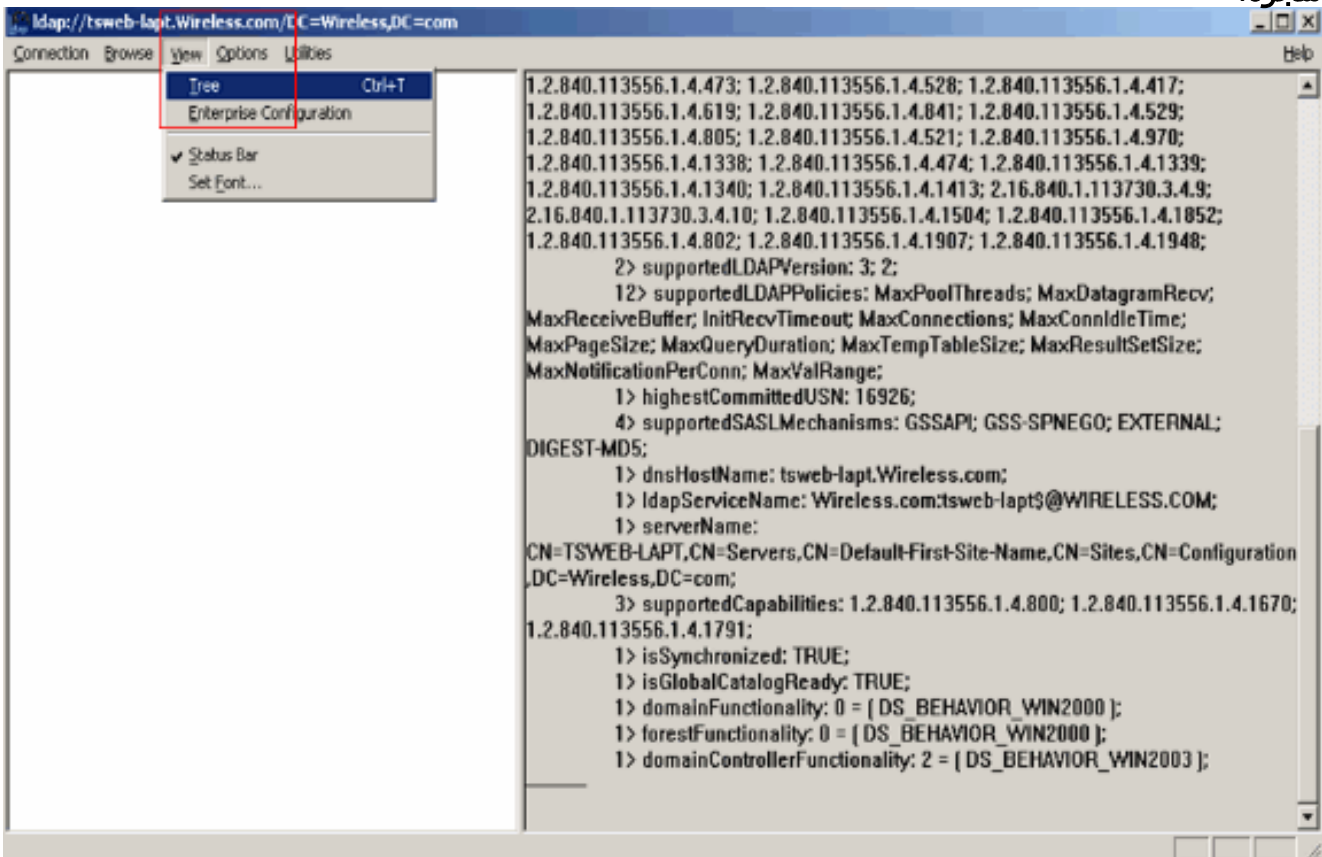 ldap://tsweb-lapt.Wireless.com/DC=Wireless,DC=com
Connection Browse View Options Utilities Help
Tree Ctrl+T
Enterprise Configuration
Status Bar
Set Font...
1.2.840.113556.1.4.473; 1.2.840.113556.1.4.528; 1.2.840.113556.1.4.417;
1.2.840.113556.1.4.619; 1.2.840.113556.1.4.841; 1.2.840.113556.1.4.529;
1.2.840.113556.1.4.805; 1.2.840.113556.1.4.521; 1.2.840.113556.1.4.970;
1.2.840.113556.1.4.1338; 1.2.840.113556.1.4.474; 1.2.840.113556.1.4.1339;
1.2.840.113556.1.4.1340; 1.2.840.113556.1.4.1413; 2.16.840.1.113730.3.4.9;
2.16.840.1.113730.3.4.10; 1.2.840.113556.1.4.1504; 1.2.840.113556.1.4.1852;
1.2.840.113556.1.4.802; 1.2.840.113556.1.4.1907; 1.2.840.113556.1.4.1948;
2> supportedLDAPVersion: 3; 2;
12> supportedLDAPPolicies: MaxPoolThreads; MaxDatagramRecv;
MaxReceiveBuffer; InitRecvTimeout; MaxConnections; MaxConnIdleTime;
MaxPageSize; MaxQueryDuration; MaxTempTableSize; MaxResultSetSize;
MaxNotificationPerConn; MaxValRange;
1> highestCommittedUSN: 16926;
4> supportedSASLMechanisms: GSSAPI; GSS-SPNEGO; EXTERNAL;
DIGEST-MD5;
1> dnsHostName: tsweb-lapt.Wireless.com;
1> ldapServiceName: Wireless.com:tsweb-lapt$@WIRELESS.COM;
1> serverName:
CN=TSWEB-LAPT,CN=Servers,CN=Default-First-Site-Name,CN=Sites,CN=Configuration
,DC=Wireless,DC=com;
3> supportedCapabilities: 1.2.840.113556.1.4.800; 1.2.840.113556.1.4.1670;
1.2.840.113556.1.4.1791;
1> isSynchronized: TRUE;
1> isGlobalCatalogReady: TRUE;
1> domainFunctionality: 0 = ( DS_BEHAVIOR_WIN2000 );
1> forestFunctionality: 0 = ( DS_BEHAVIOR_WIN2000 );
1> domainControllerFunctionality: 2 = ( DS_BEHAVIOR_WIN2003 );